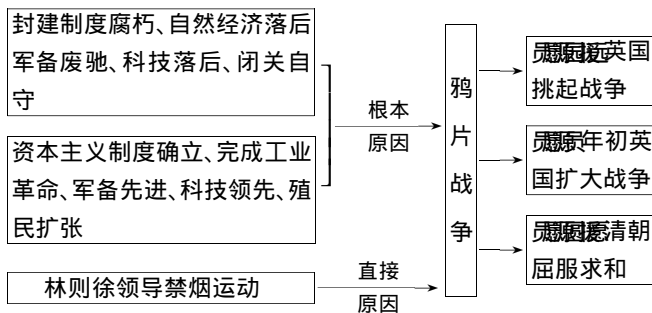 封建制度腐朽、自然经济落后
军备废驰、科技落后、闭关自
守
资本主义制度确立、完成工业
革命、军备先进、科技领先、殖
民扩张
林则徐领导禁烟运动
根本
原因
直接
原因
鸦片战争
英国
挑起战争
年初英
国扩大战争
清朝
屈服求和